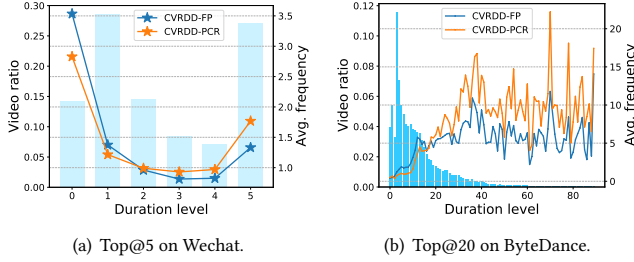 CVRDD-FP
CVRDD-PCR
Video ratio
0.30
0.25
0.20
0.15
0.10
0.05
0.00
3.5
3.0
2.5
2.0
1.5
1.0
Avg. frequency
0 1 2 3 4 5
Duration level
(a) Top@5 on Wechat.
CVRDD-FP
CVRDD-PCR
Video ratio
0.12
0.10
0.08
0.06
0.04
0.02
0.00
20
15
10
5
0
Avg. frequency
0 20 40 60 80
Duration level
(b) Top@20 on ByteDance.